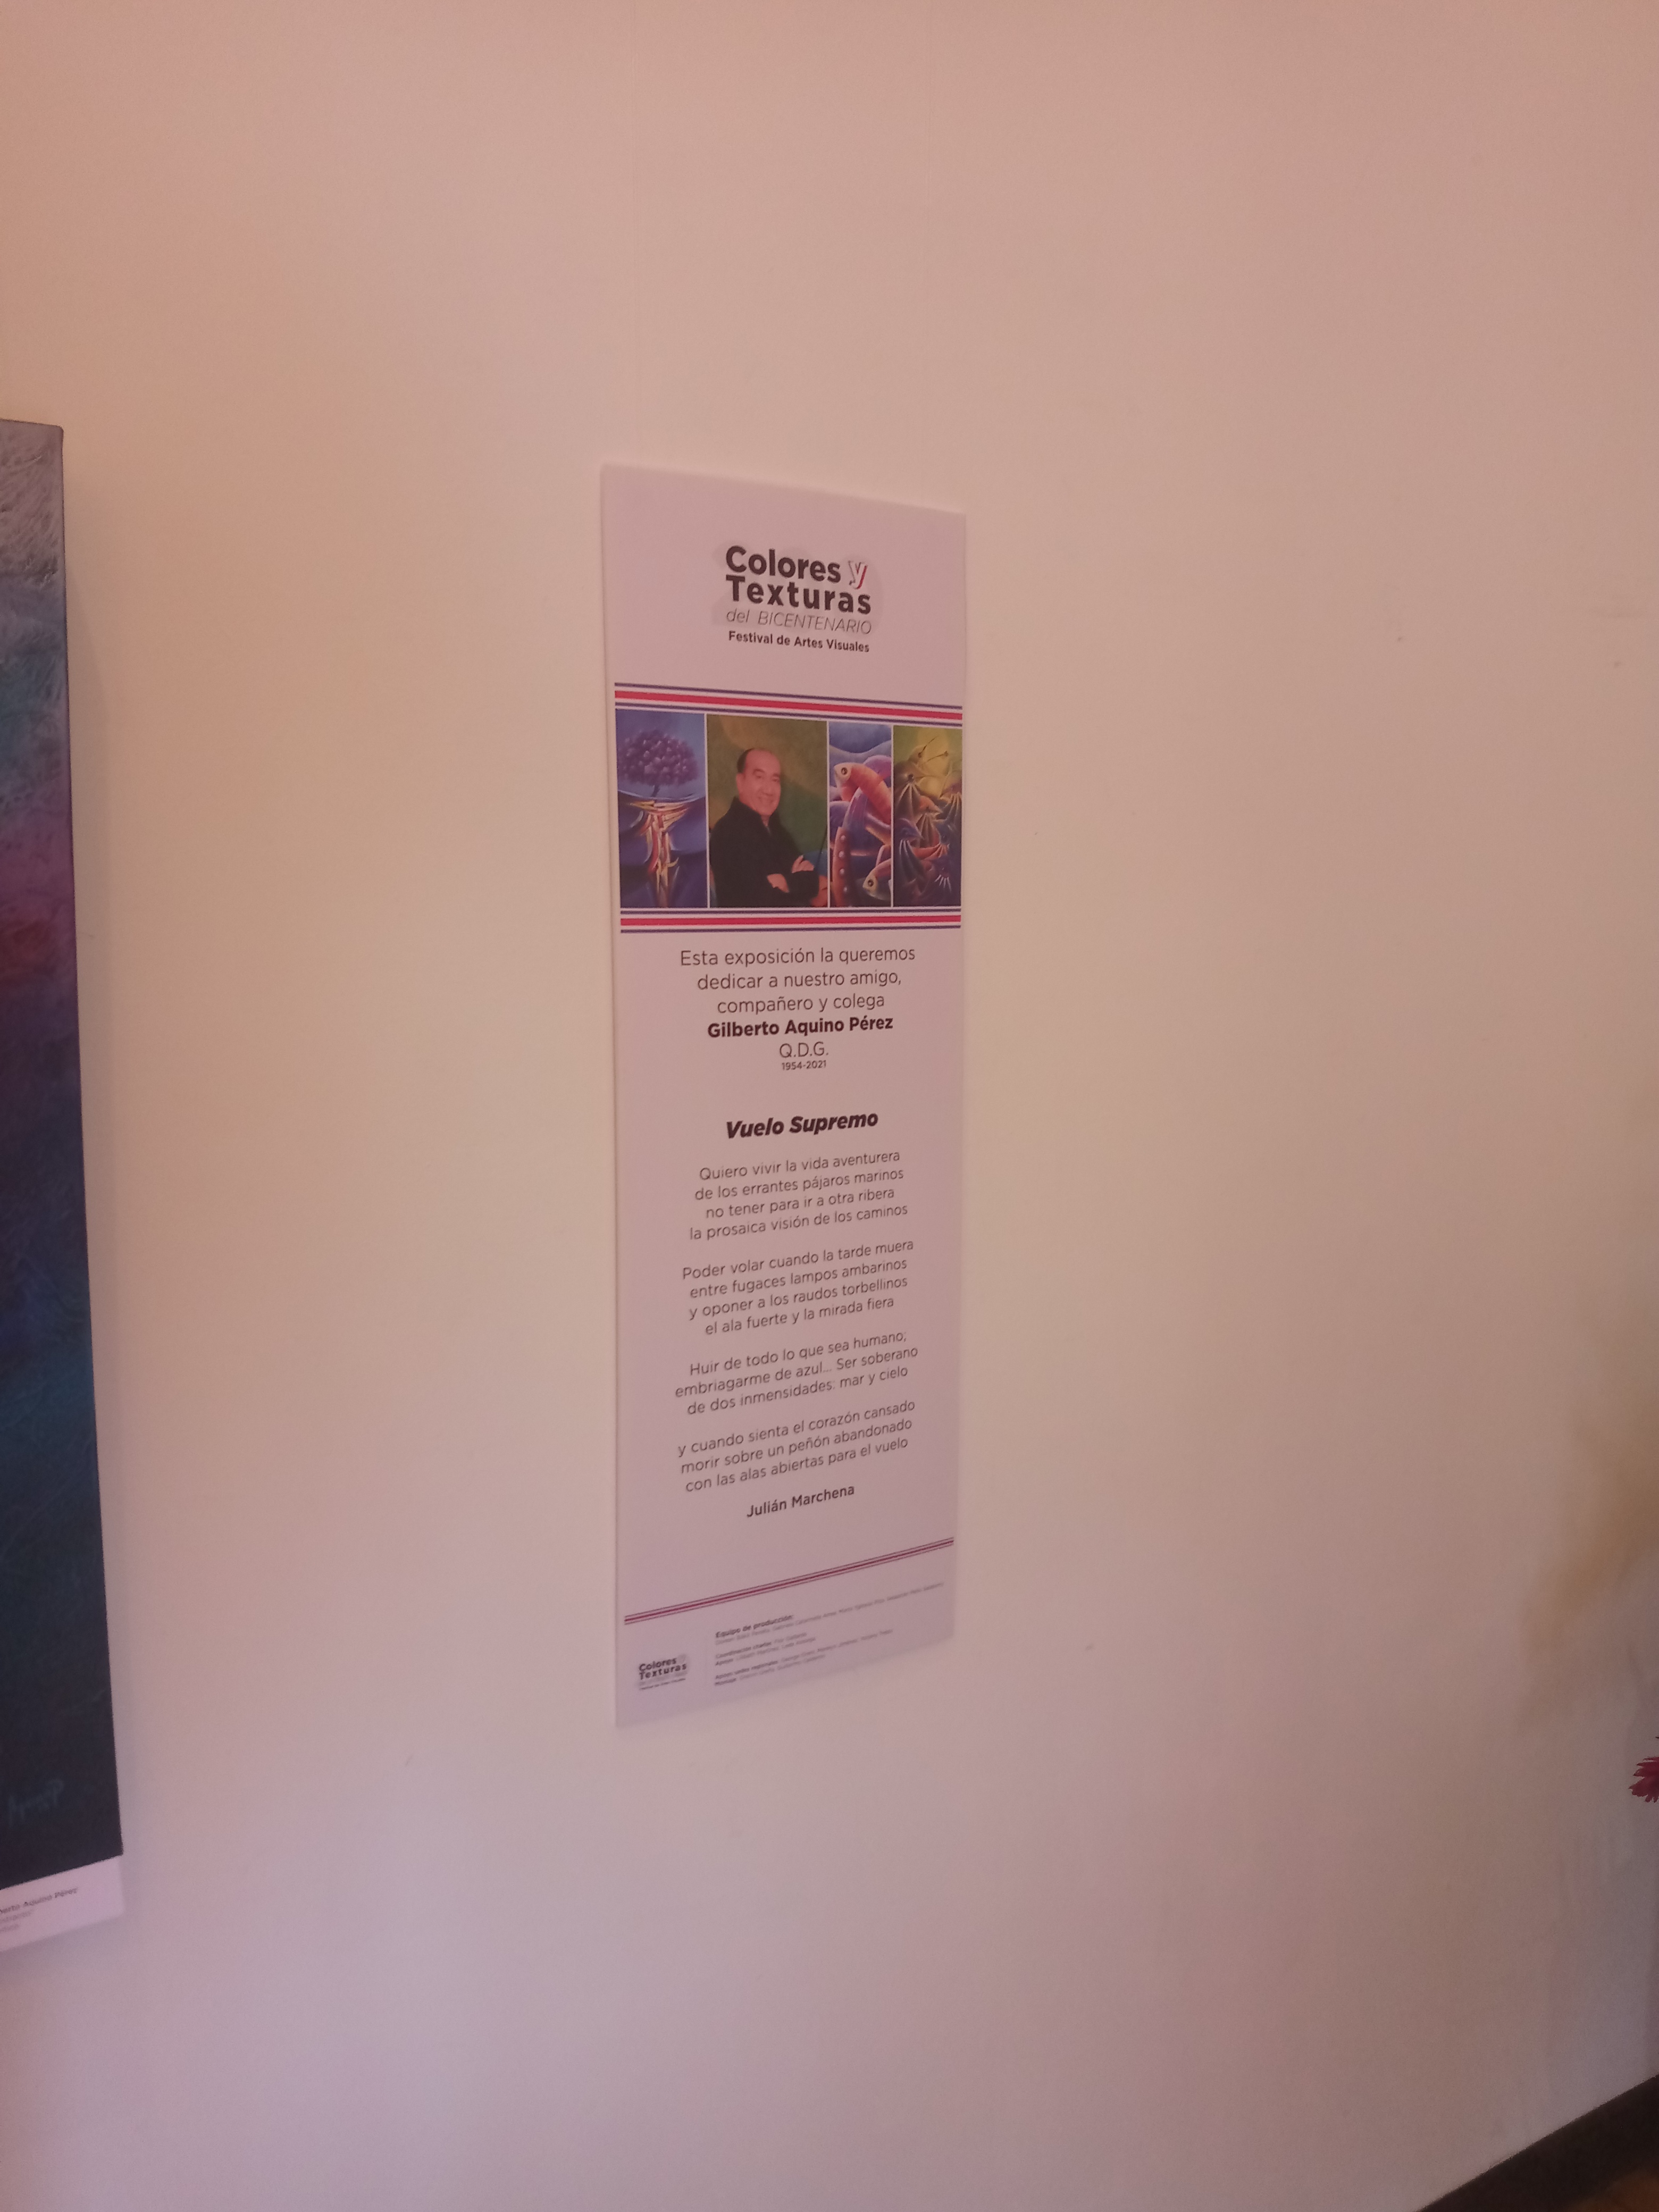 Colores y
Texturas
del BICENTENARIO
Festival de Artes Visuales
Esta exposición la queremos
dedicar a nuestro amigo,
compañero y colega
Gilberto Aquino Pérez
Q.D.G.
1954-2021
Vuelo Supremo
Quiero vivir la vida aventurera
de los errantes pájaros marinos
no tener para ir a otra ribera
la prosaica visión de los caminos
Poder volar cuando la tarde muera
entre fugaces lampos ambarinos
y oponer a los raudos torbellinos
el ala fuerte y la mirada fiera
Huir de todo lo que sea humano;
embriagarme de azul... Ser soberano
de dos inmensidades: mar y cielo
y cuando sienta el corazón cansado
morir sobre un peñón abandonado
con las alas abiertas para el vuelo
Julián Marchena
Colores y
Texturas
Equipo de producción:
Aquino Pérez